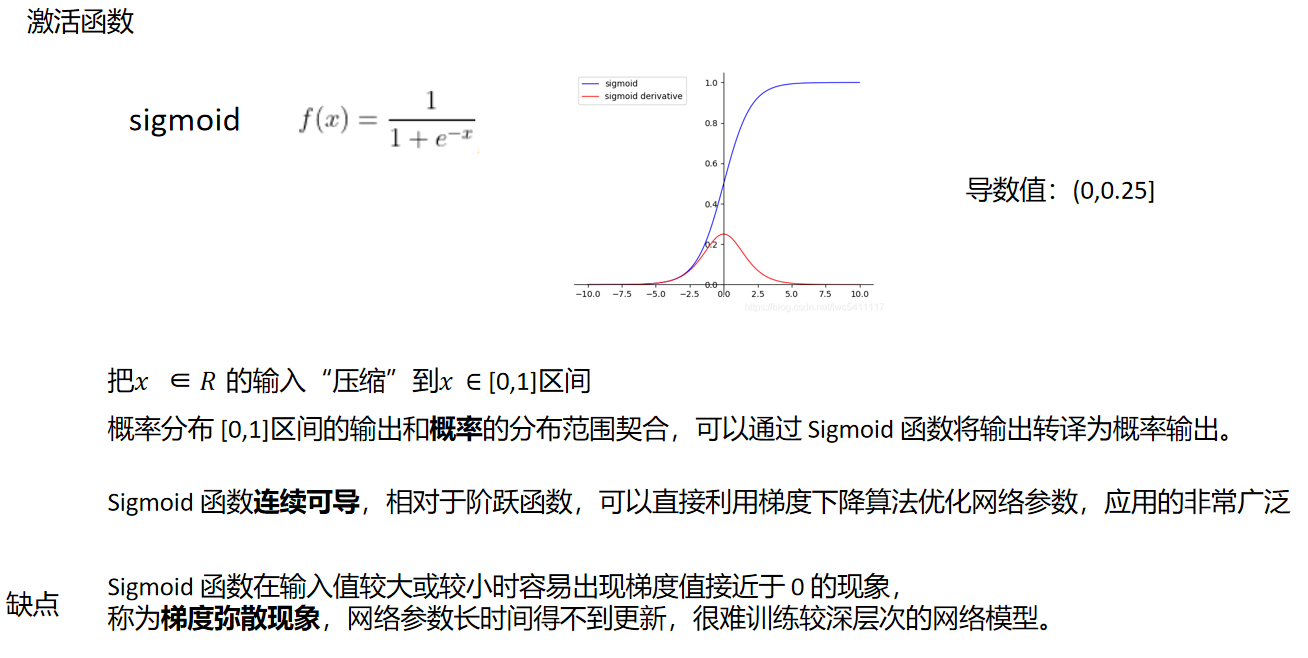 激活函数
sigmoid
f(x) = 1 / (1 + e^{-x})
sigmoid
sigmoid derivative
1.0
0.8
0.6
0.4
0.2
0.0
−10.0 −7.5 −5.0 −2.5 0.0 2.5 5.0 7.5 10.0
导数值：(0,0.25]
把x ∈ R 的输入“压缩”到x ∈ [0,1]区间
概率分布 [0,1]区间的输出和概率的分布范围契合，可以通过 Sigmoid 函数将输出转译为概率输出。
Sigmoid 函数连续可导，相对于阶跃函数，可以直接利用梯度下降算法优化网络参数，应用的非常广泛
缺点
Sigmoid 函数在输入值较大或较小时容易出现梯度值接近于 0 的现象，
称为梯度弥散现象，网络参数长时间得不到更新，很难训练较深层次的网络模型。